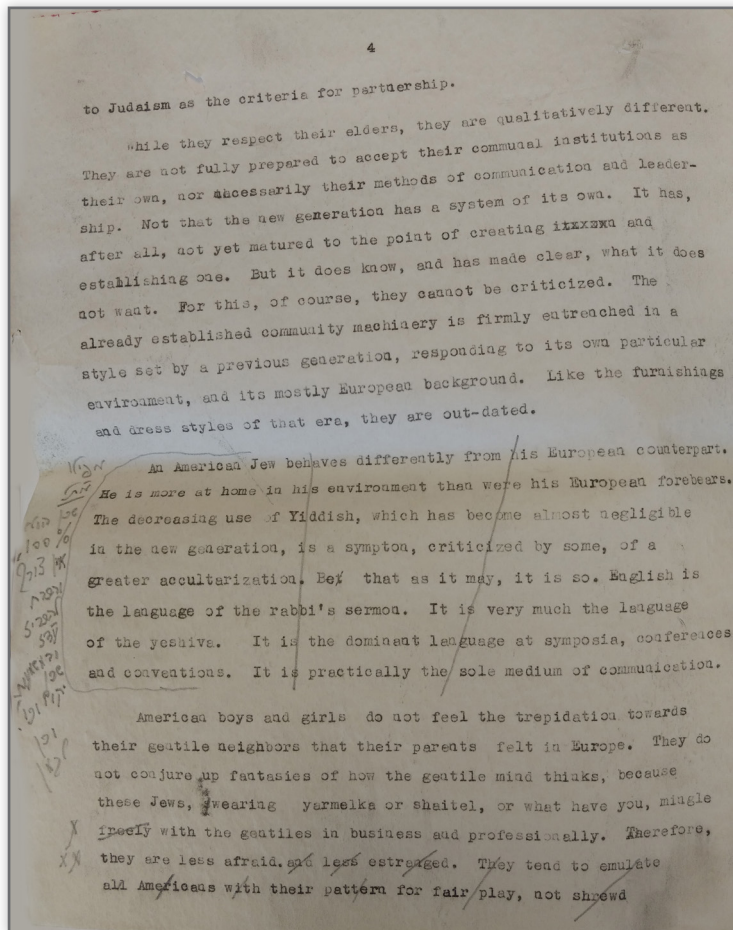 4
to Judaism as the criteria for partnership.
While they respect their elders, they are qualitatively different.
They are not fully prepared to accept their communal institutions as
their own, nor necessarily their methods of communication and leader-
ship. Not that the new generation has a system of its own. It has,
after all, not yet matured to the point of creating and
establishing one. But it does know, and has made clear, what it does
not want. For this, of course, they cannot be criticized. The
already established community machinery is firmly entrenched in a
style set by a previous generation, responding to its own particular
environment, and its mostly European background. Like the furnishings
and dress styles of that era, they are out-dated.
An American Jew behaves differently from his European counterpart.
He is more at home in his environment than were his European forebears.
The decreasing use of Yiddish, which has become almost negligible
in the new generation, is a sympton, criticized by some, of a
greater accultarization. Be that as it may, it is so. English is
the language of the rabbi's sermon. It is very much the language
of the yeshiva. It is the dominant language at symposia, conferences
and conventions. It is practically the sole medium of communication.
American boys and girls do not feel the trepidation towards
their gentile neighbors that their parents felt in Europe. They do
not conjure up fantasies of how the gentile mind thinks, because
these Jews, wearing yarmelka or shaitel, or what have you, mingle
X freely with the gentiles in business and professionally. Therefore,
XX they are less afraid. and less estranged. They tend to emulate
all Americans with their pattern for fair play, not shrewd
100%